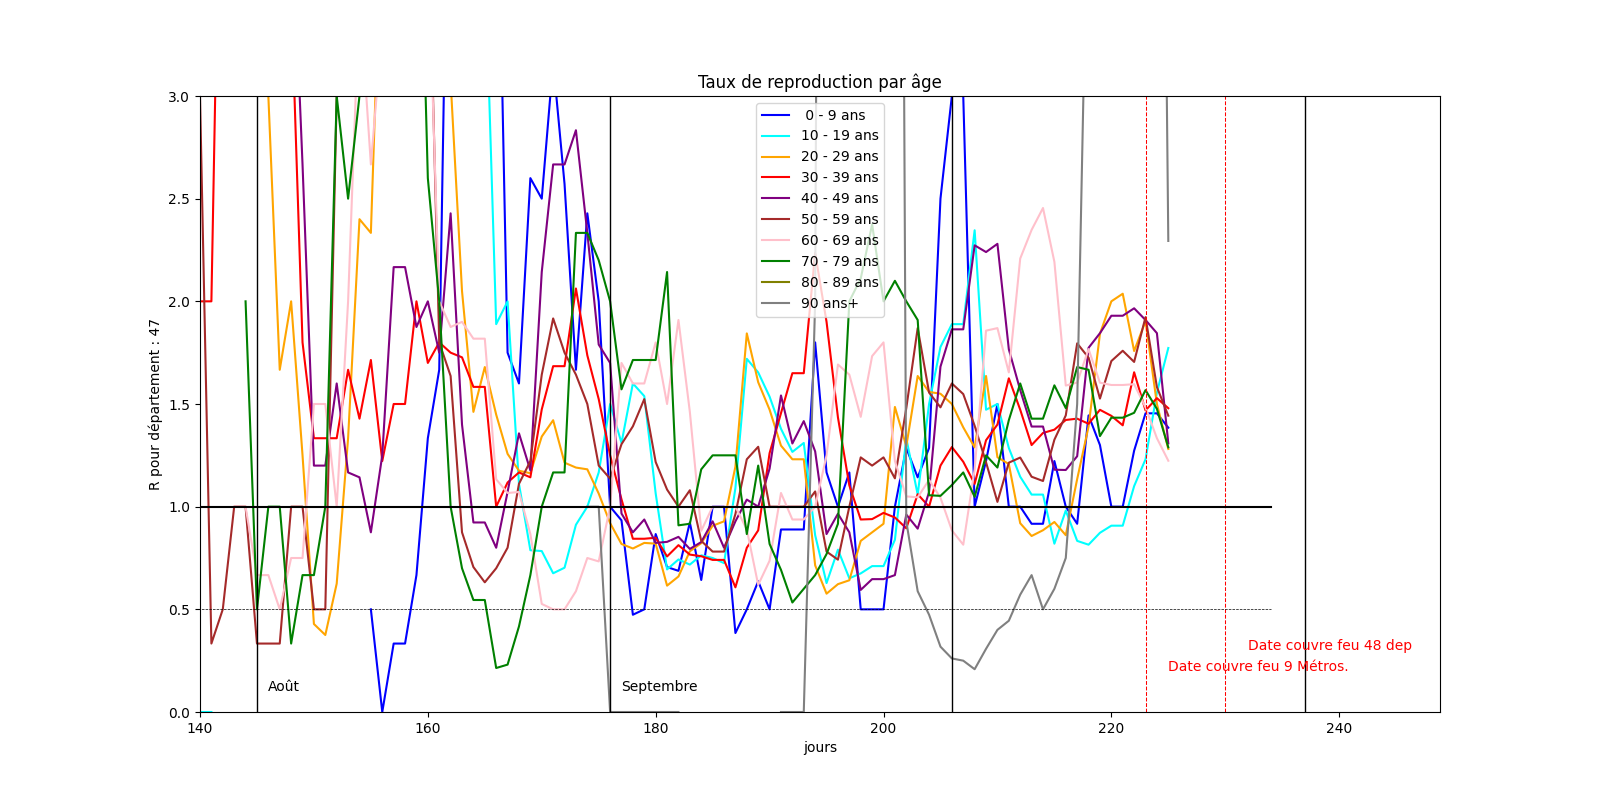 Taux de reproduction par âge
R pour département : 47
3.0
2.5
2.0
1.5
1.0
0.5
0.0
0 - 9 ans
10 - 19 ans
20 - 29 ans
30 - 39 ans
40 - 49 ans
50 - 59 ans
60 - 69 ans
70 - 79 ans
80 - 89 ans
90 ans+
Date couvre feu 48 dep
Date couvre feu 9 Métros.
Août
Septembre
140
160
180
200
220
240
jours